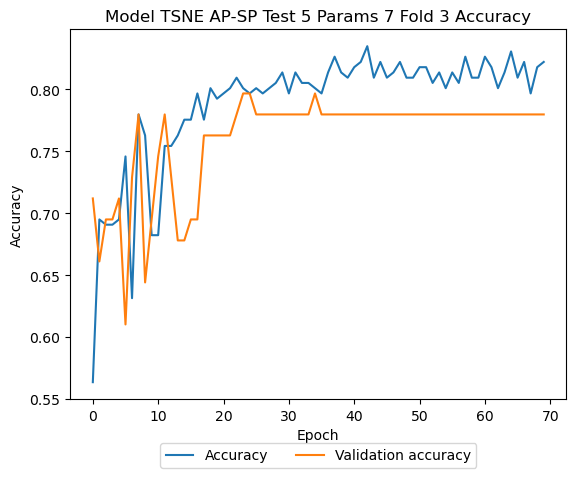 Model TSNE AP-SP Test 5 Params 7 Fold 3 Accuracy
Accuracy
0.80
0.75
0.70
0.65
0.60
0.55
0 10 20 30 40 50 60 70
Epoch
Accuracy Validation accuracy